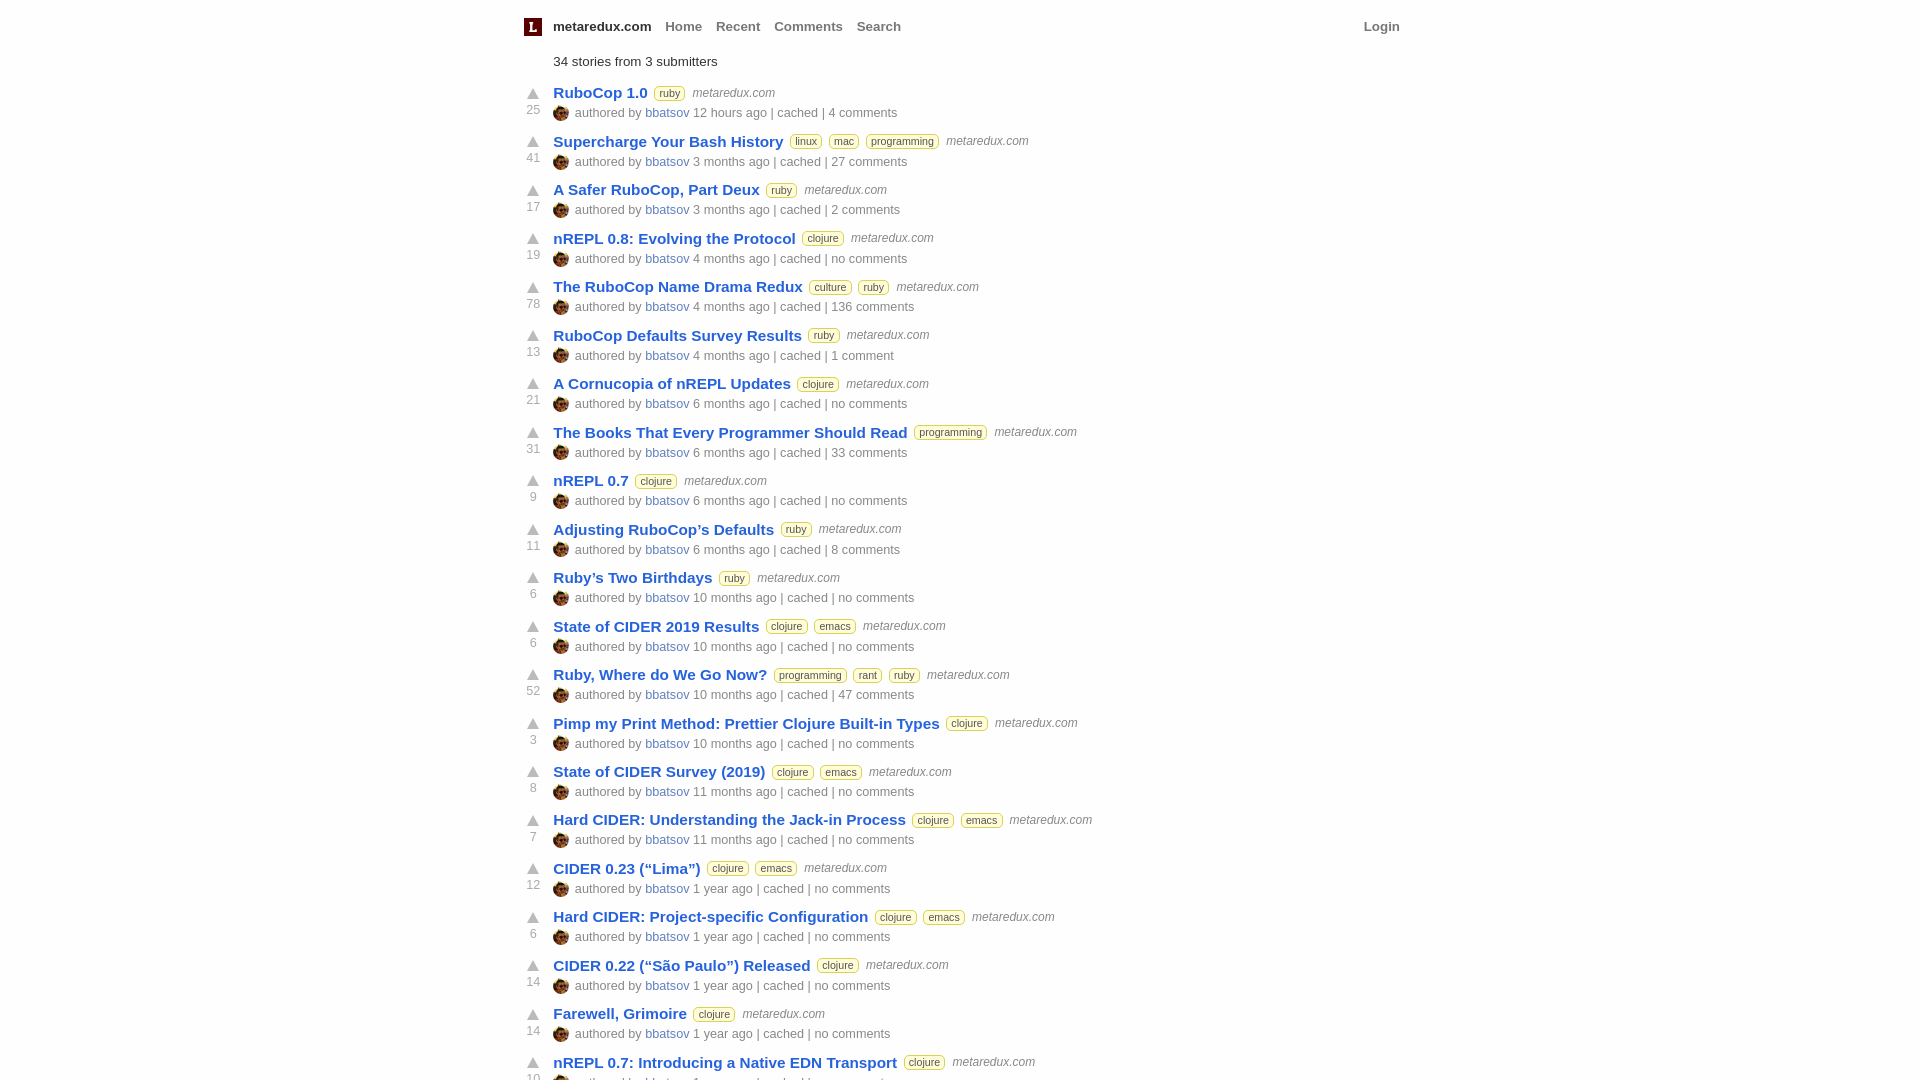 L metaredux.com Home Recent Comments Search Login
34 stories from 3 submitters
RuboCop 1.0 ruby metaredux.com
25 authored by bbatsov 12 hours ago | cached | 4 comments
Supercharge Your Bash History linux mac programming metaredux.com
41 authored by bbatsov 3 months ago | cached | 27 comments
A Safer RuboCop, Part Deux ruby metaredux.com
17 authored by bbatsov 3 months ago | cached | 2 comments
nREPL 0.8: Evolving the Protocol clojure metaredux.com
19 authored by bbatsov 4 months ago | cached | no comments
The RuboCop Name Drama Redux culture ruby metaredux.com
78 authored by bbatsov 4 months ago | cached | 136 comments
RuboCop Defaults Survey Results ruby metaredux.com
13 authored by bbatsov 4 months ago | cached | 1 comment
A Cornucopia of nREPL Updates clojure metaredux.com
21 authored by bbatsov 6 months ago | cached | no comments
The Books That Every Programmer Should Read programming metaredux.com
31 authored by bbatsov 6 months ago | cached | 33 comments
nREPL 0.7 clojure metaredux.com
9 authored by bbatsov 6 months ago | cached | no comments
Adjusting RuboCop’s Defaults ruby metaredux.com
11 authored by bbatsov 6 months ago | cached | 8 comments
Ruby’s Two Birthdays ruby metaredux.com
6 authored by bbatsov 10 months ago | cached | no comments
State of CIDER 2019 Results clojure emacs metaredux.com
6 authored by bbatsov 10 months ago | cached | no comments
Ruby, Where do We Go Now? programming rant ruby metaredux.com
52 authored by bbatsov 10 months ago | cached | 47 comments
Pimp my Print Method: Prettier Clojure Built-in Types clojure metaredux.com
3 authored by bbatsov 10 months ago | cached | no comments
State of CIDER Survey (2019) clojure emacs metaredux.com
8 authored by bbatsov 11 months ago | cached | no comments
Hard CIDER: Understanding the Jack-in Process clojure emacs metaredux.com
7 authored by bbatsov 11 months ago | cached | no comments
CIDER 0.23 (“Lima”) clojure emacs metaredux.com
12 authored by bbatsov 1 year ago | cached | no comments
Hard CIDER: Project-specific Configuration clojure emacs metaredux.com
6 authored by bbatsov 1 year ago | cached | no comments
CIDER 0.22 (“São Paulo”) Released clojure metaredux.com
14 authored by bbatsov 1 year ago | cached | no comments
Farewell, Grimoire clojure metaredux.com
14 authored by bbatsov 1 year ago | cached | no comments
nREPL 0.7: Introducing a Native EDN Transport clojure metaredux.com
10